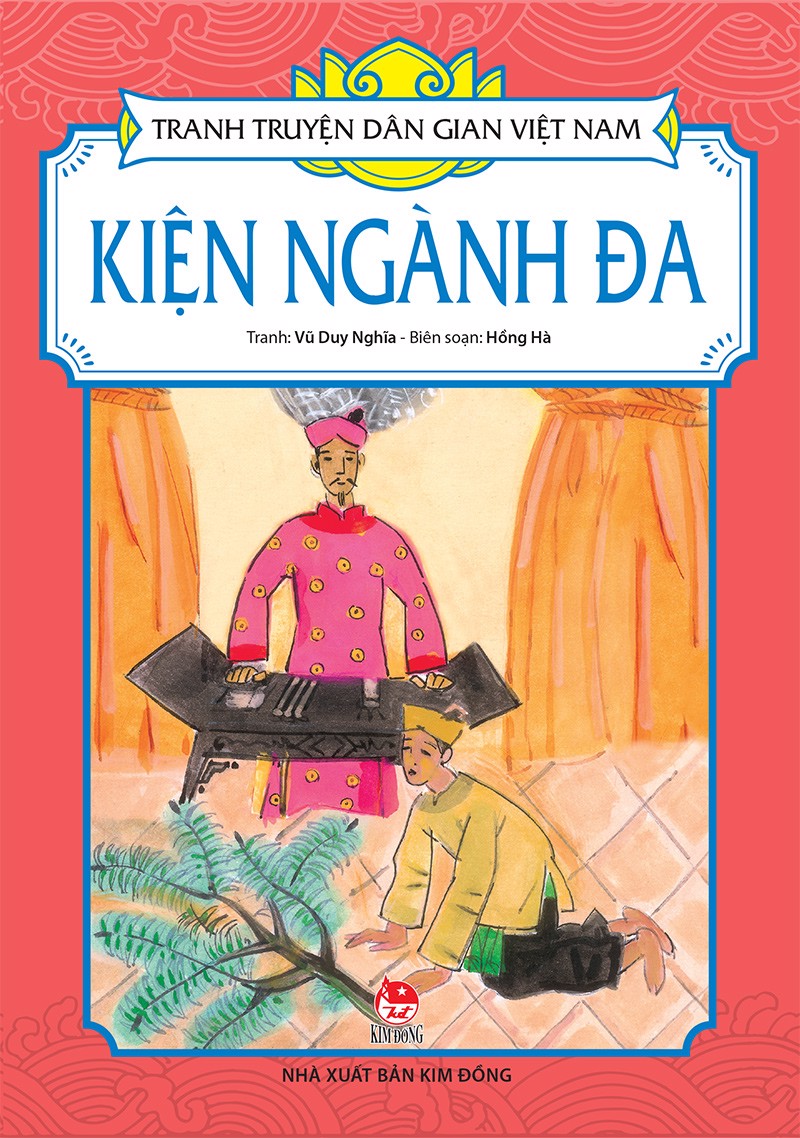 TRANH TRUYỆN DÂN GIAN VIỆT NAM
KIỆN NGÀNH ĐA
Tranh: Vũ Duy Nghĩa - Biên soạn: Hồng Hà
KIM ĐỒNG
NHÀ XUẤT BẢN KIM ĐỒNG